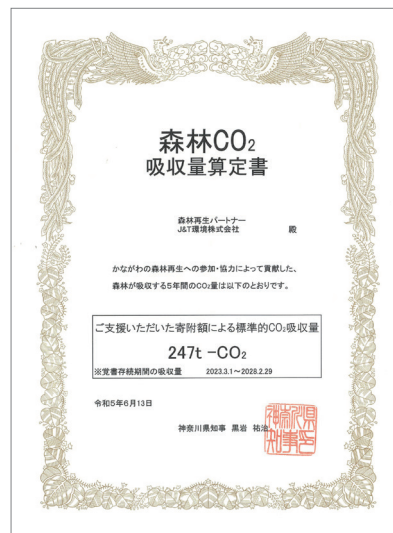 森林CO₂
吸収量算定書
森林再生パートナー
J&T環境株式会社 殿
かながわの森林再生への参加・協力によって貢献した、
森林が吸収する5年間のCO₂量は以下のとおりです。
ご支援いただいた寄附額による標準的CO₂吸収量
247t -CO₂
※覚書存続期間の吸収量 2023.3.1～2028.2.29
令和5年6月13日
神奈川県知事 黒岩 祐治
神奈川県知事印